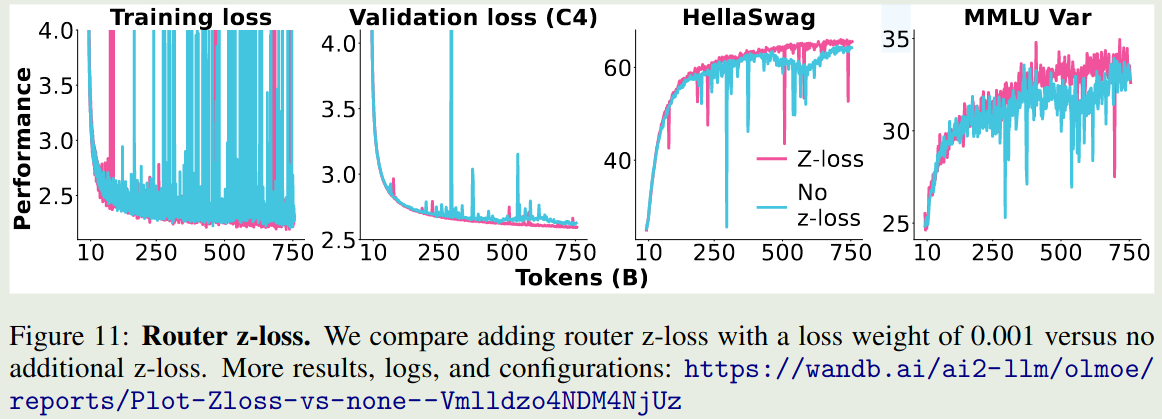 Training loss
Validation loss (C4)
HellaSwag
MMLU Var
Performance
4.0
3.5
3.0
2.5
10 250 500 750
4.0
3.5
3.0
2.5
10 250 500 750
60
40
10 250 500 750
Z-loss
No
z-loss
35
30
25
10 250 500 750
Tokens (B)
Figure 11: Router z-loss. We compare adding router z-loss with a loss weight of 0.001 versus no
additional z-loss. More results, logs, and configurations: https://wandb.ai/ai2-llm/olmoe/
reports/Plot-Zloss-vs-none--Vmlldzo4NDM4NjUz